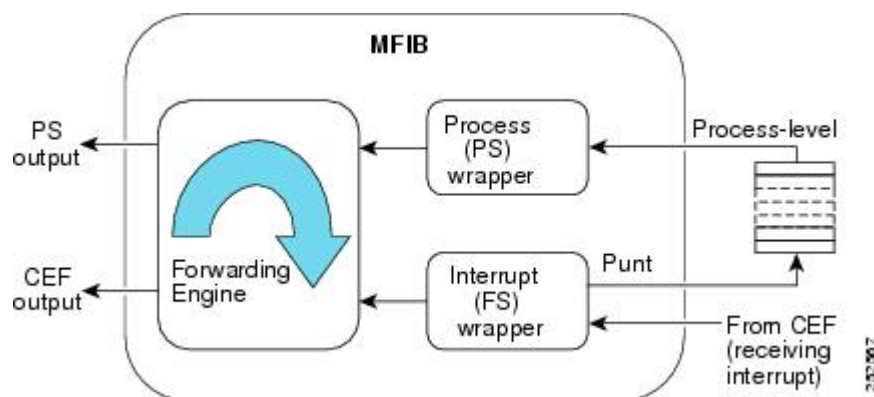 MFIB
PS
output
Process
(PS)
wrapper
Process-level
CEF
output
Forwarding
Engine
Interrupt
(FS)
wrapper
Punt
From CEF
(receiving
interrupt)